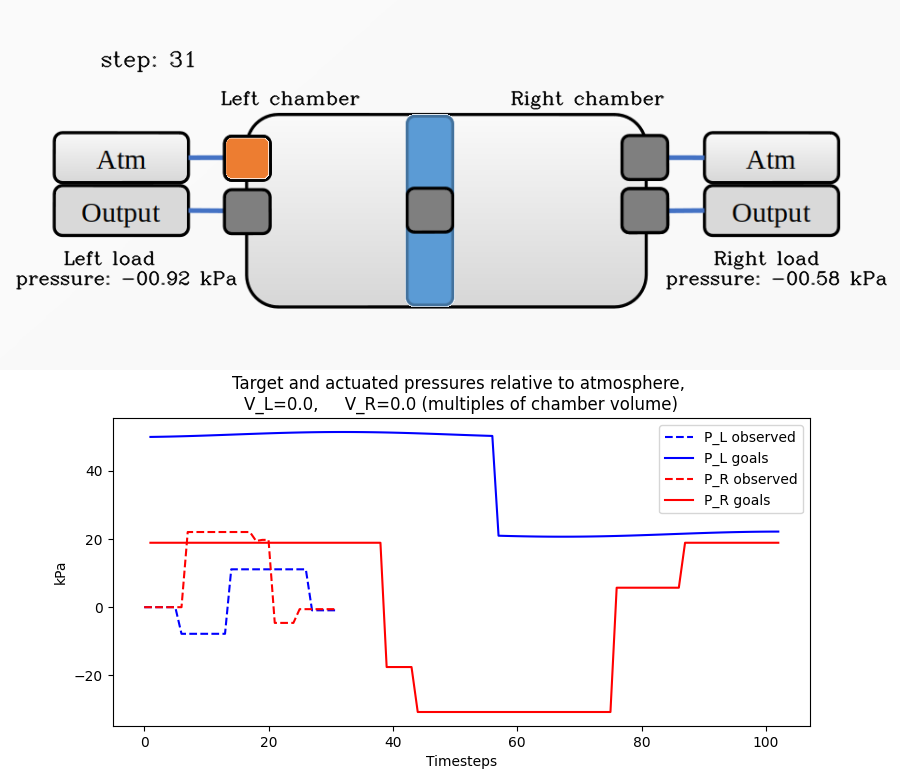 step: 31
Left chamber
Right chamber
Atm
Atm
Output
Output
Left load
pressure: -00.92 kPa
Right load
pressure: -00.58 kPa
Target and actuated pressures relative to atmosphere,
V_L=0.0, V_R=0.0 (multiples of chamber volume)
P_L observed
P_L goals
P_R observed
P_R goals
kPa
40
20
0
−20
0 20 40 60 80 100
Timesteps